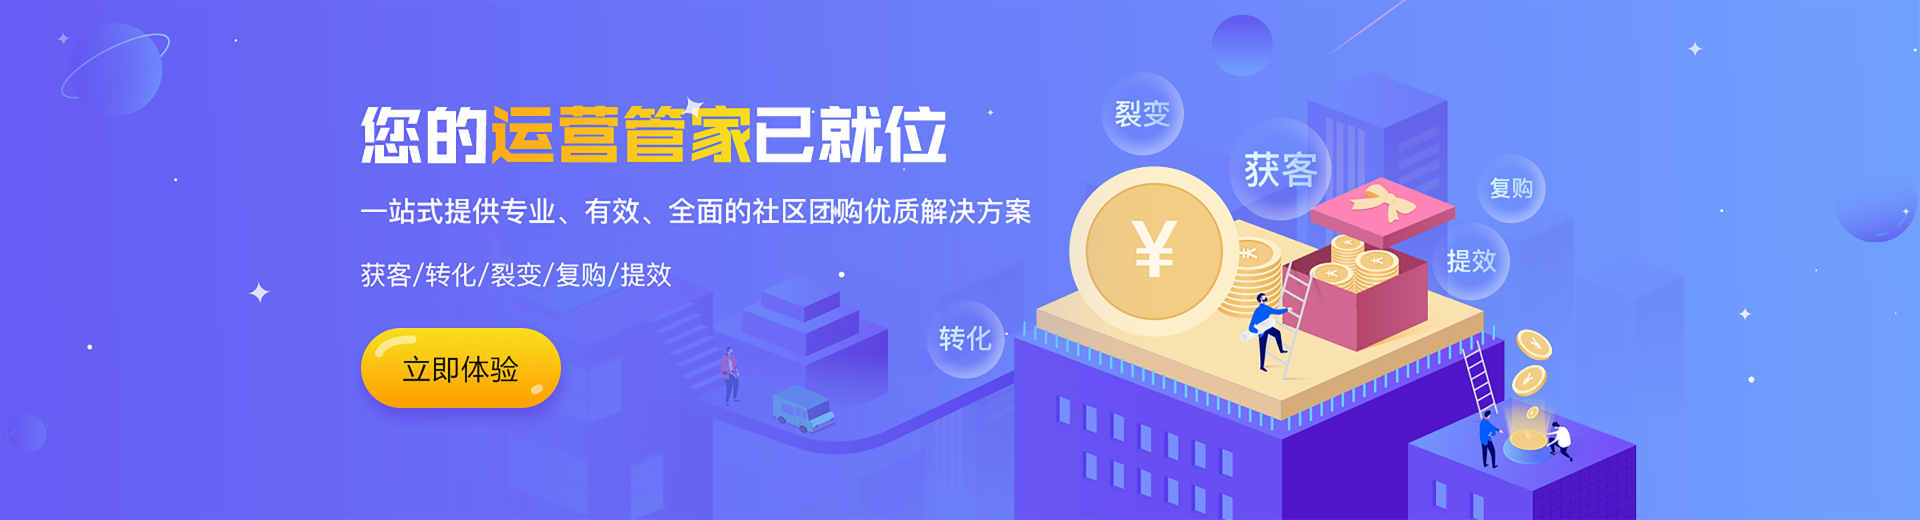 您的运营管家已就位
一站式提供专业、有效、全面的社区团购优质解决方案
获客/转化/裂变/复购/提效
立即体验
裂变
获客
复购
提效
转化
¥